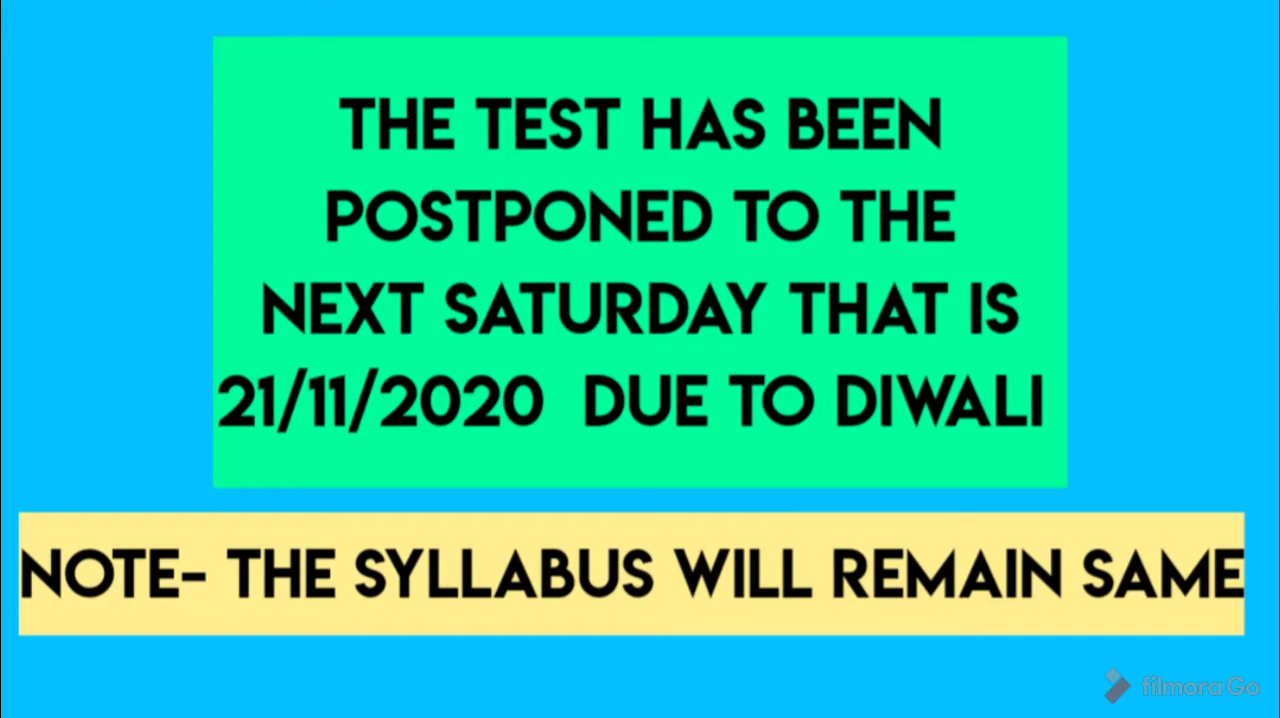 THE TEST HAS BEEN
POSTPONED TO THE
NEXT SATURDAY THAT IS
21/11/2020 DUE TO DIWALI
NOTE- THE SYLLABUS WILL REMAIN SAME
filmora Go